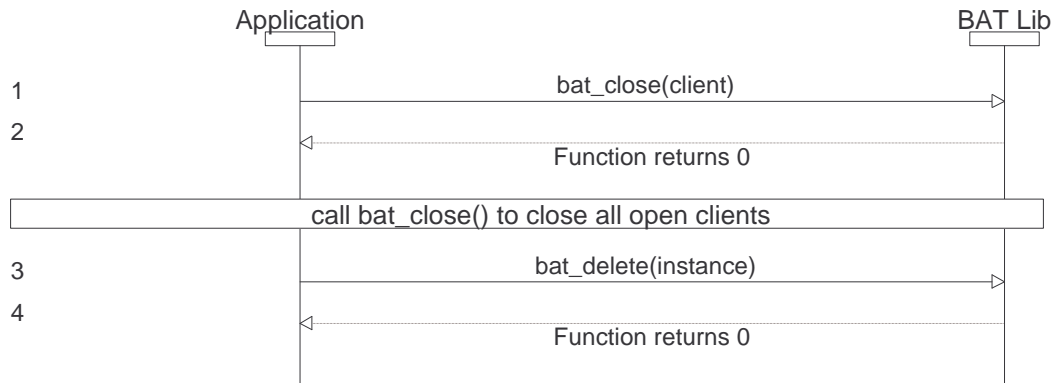 Application
BAT Lib
1
bat_close(client)
2
Function returns 0
call bat_close() to close all open clients
3
bat_delete(instance)
4
Function returns 0